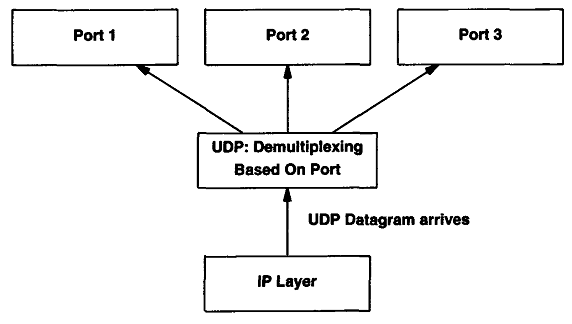 Port 1
Port 2
Port 3
UDP: Demultiplexing
Based On Port
UDP Datagram arrives
IP Layer